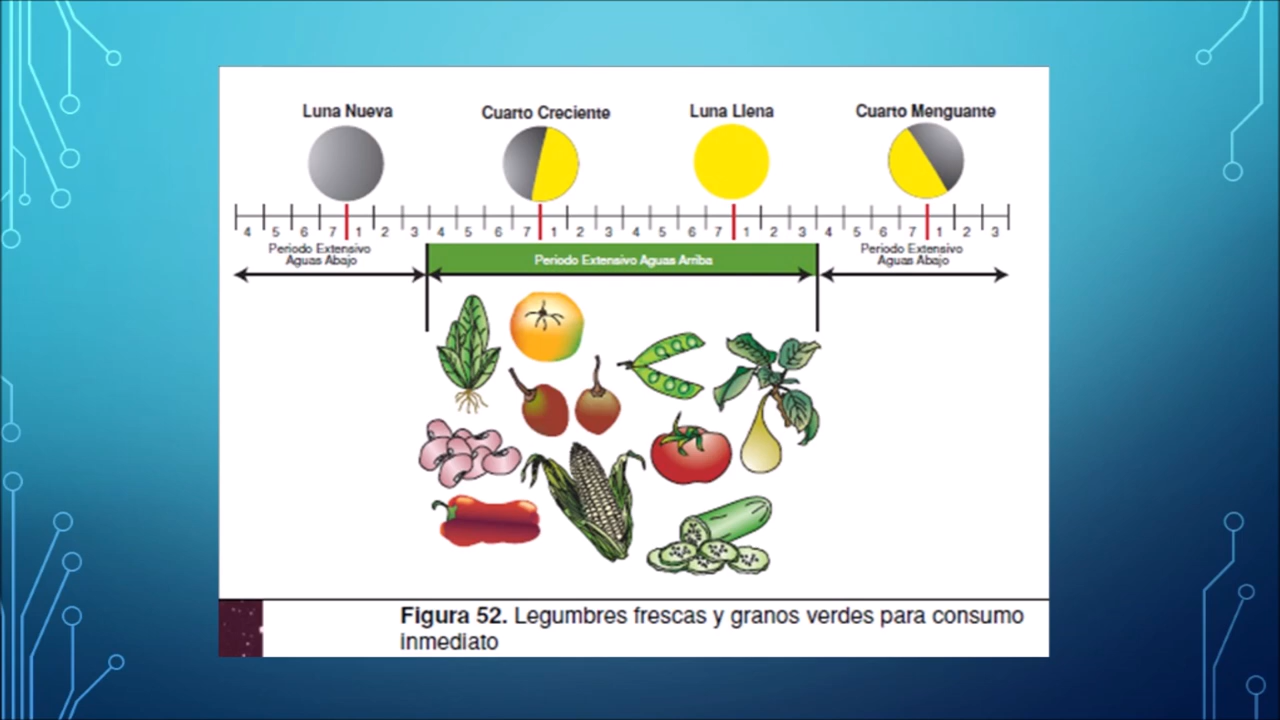 Luna Nueva
Cuarto Creciente
Luna Llena
Cuarto Menguante
4 5 6 7 1 2 3 4 5 6 7 1 2 3 4 5 6 7 1 2 3 4 5 6 7 1 2 3
Periodo Extensivo
Aguas Abajo
Periodo Extensivo Aguas Arriba
Periodo Extensivo
Aguas Abajo
Figura 52. Legumbres frescas y granos verdes para consumo
inmediato